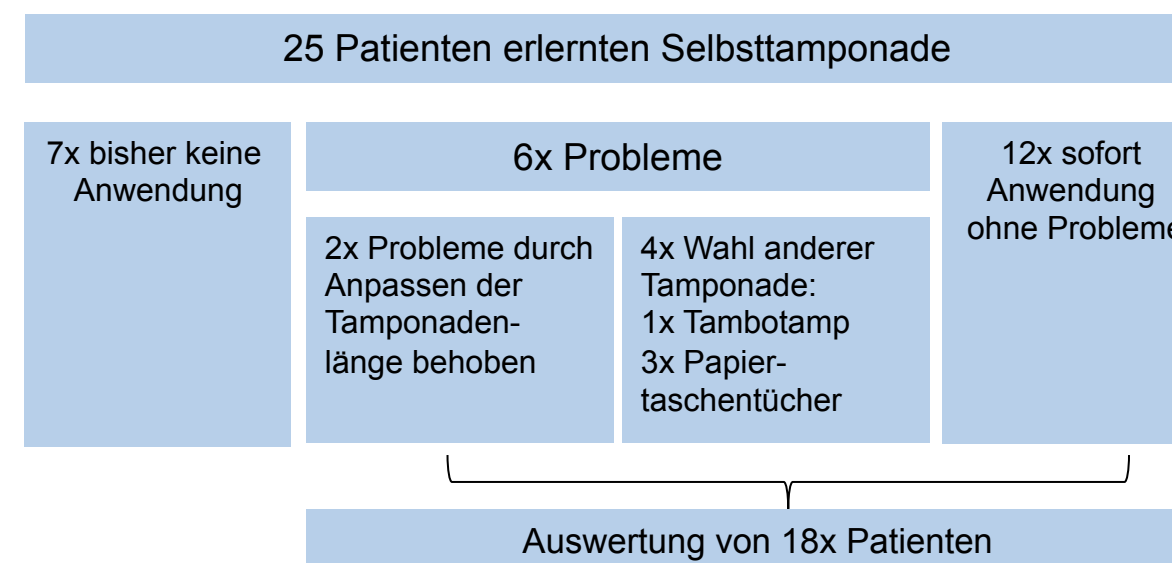 25 Patienten erlernten Selbsttamponade
7x bisher keine
Anwendung
6x Probleme
2x Probleme durch
Anpassen der
Tamponaden-
länge behoben
4x Wahl anderer
Tamponade:
1x Tambotamp
3x Papier-
taschentücher
12x sofort
Anwendung
ohne Probleme
Auswertung von 18x Patienten